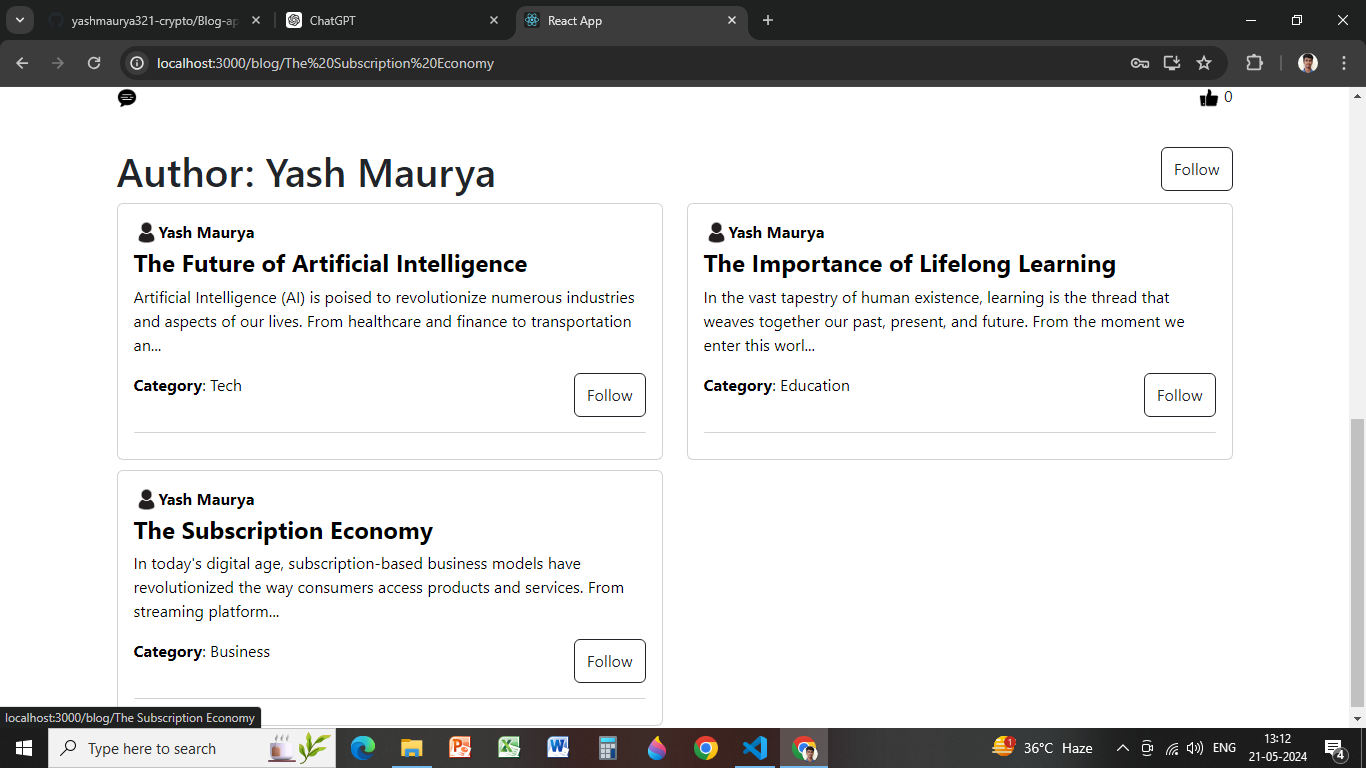 yashmaurya321-crypto/Blog-ap
ChatGPT
React App
localhost:3000/blog/The%20Subscription%20Economy
0
Author: Yash Maurya
Follow
Yash Maurya
The Future of Artificial Intelligence
Artificial Intelligence (AI) is poised to revolutionize numerous industries
and aspects of our lives. From healthcare and finance to transportation
an...
Category: Tech
Follow
Yash Maurya
The Importance of Lifelong Learning
In the vast tapestry of human existence, learning is the thread that
weaves together our past, present, and future. From the moment we
enter this worl...
Category: Education
Follow
Yash Maurya
The Subscription Economy
In today's digital age, subscription-based business models have
revolutionized the way consumers access products and services. From
streaming platform...
Category: Business
Follow
localhost:3000/blog/The Subscription Economy
Type here to search
1
36°C Haze
ENG
13:12
21-05-2024
4